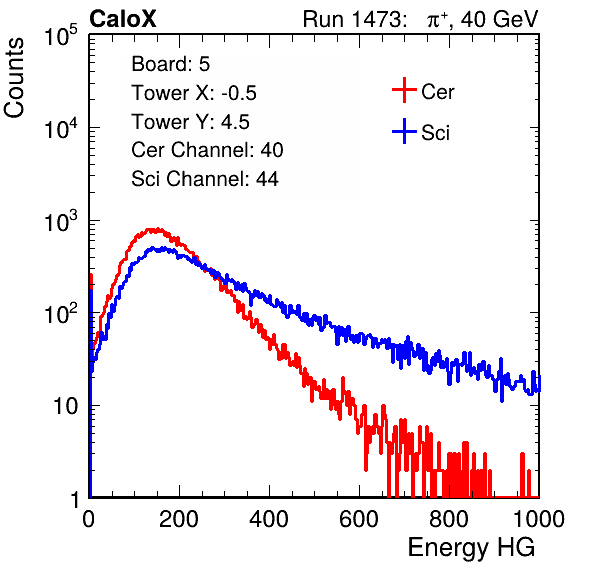 CaloX Run 1473: π⁺, 40 GeV
Counts
10⁵
10⁴
10³
10²
10
1
Board: 5
Tower X: -0.5
Tower Y: 4.5
Cer Channel: 40
Sci Channel: 44
Cer
Sci
0 200 400 600 800 1000
Energy HG